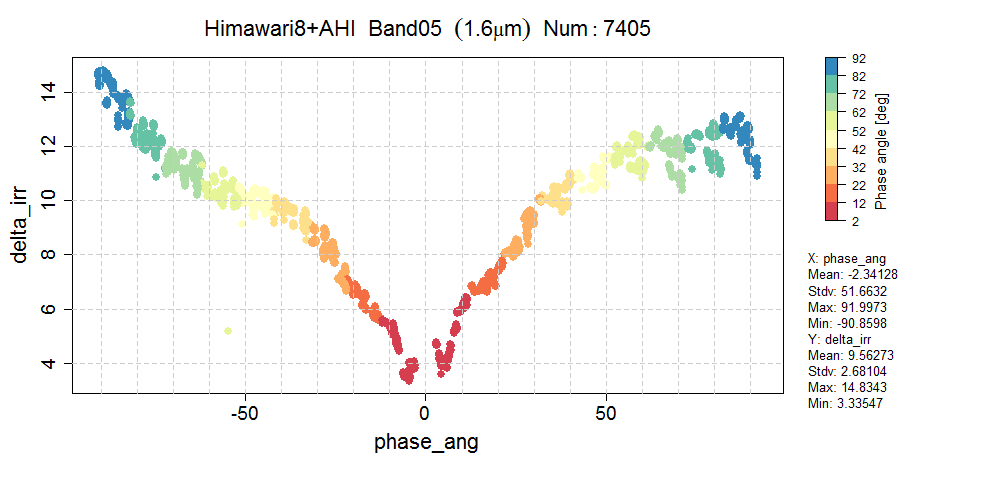 Himawari8+AHI Band05 (1.6μm) Num : 7405
14
12
10
8
6
4
delta_irr
-50 0 50
phase_ang
92
82
72
62
52
42
32
22
12
2
Phase angle [deg]
X: phase_ang
Mean: -2.34128
Stdv: 51.6632
Max: 91.9973
Min: -90.8598
Y: delta_irr
Mean: 9.56273
Stdv: 2.68104
Max: 14.8343
Min: 3.33547